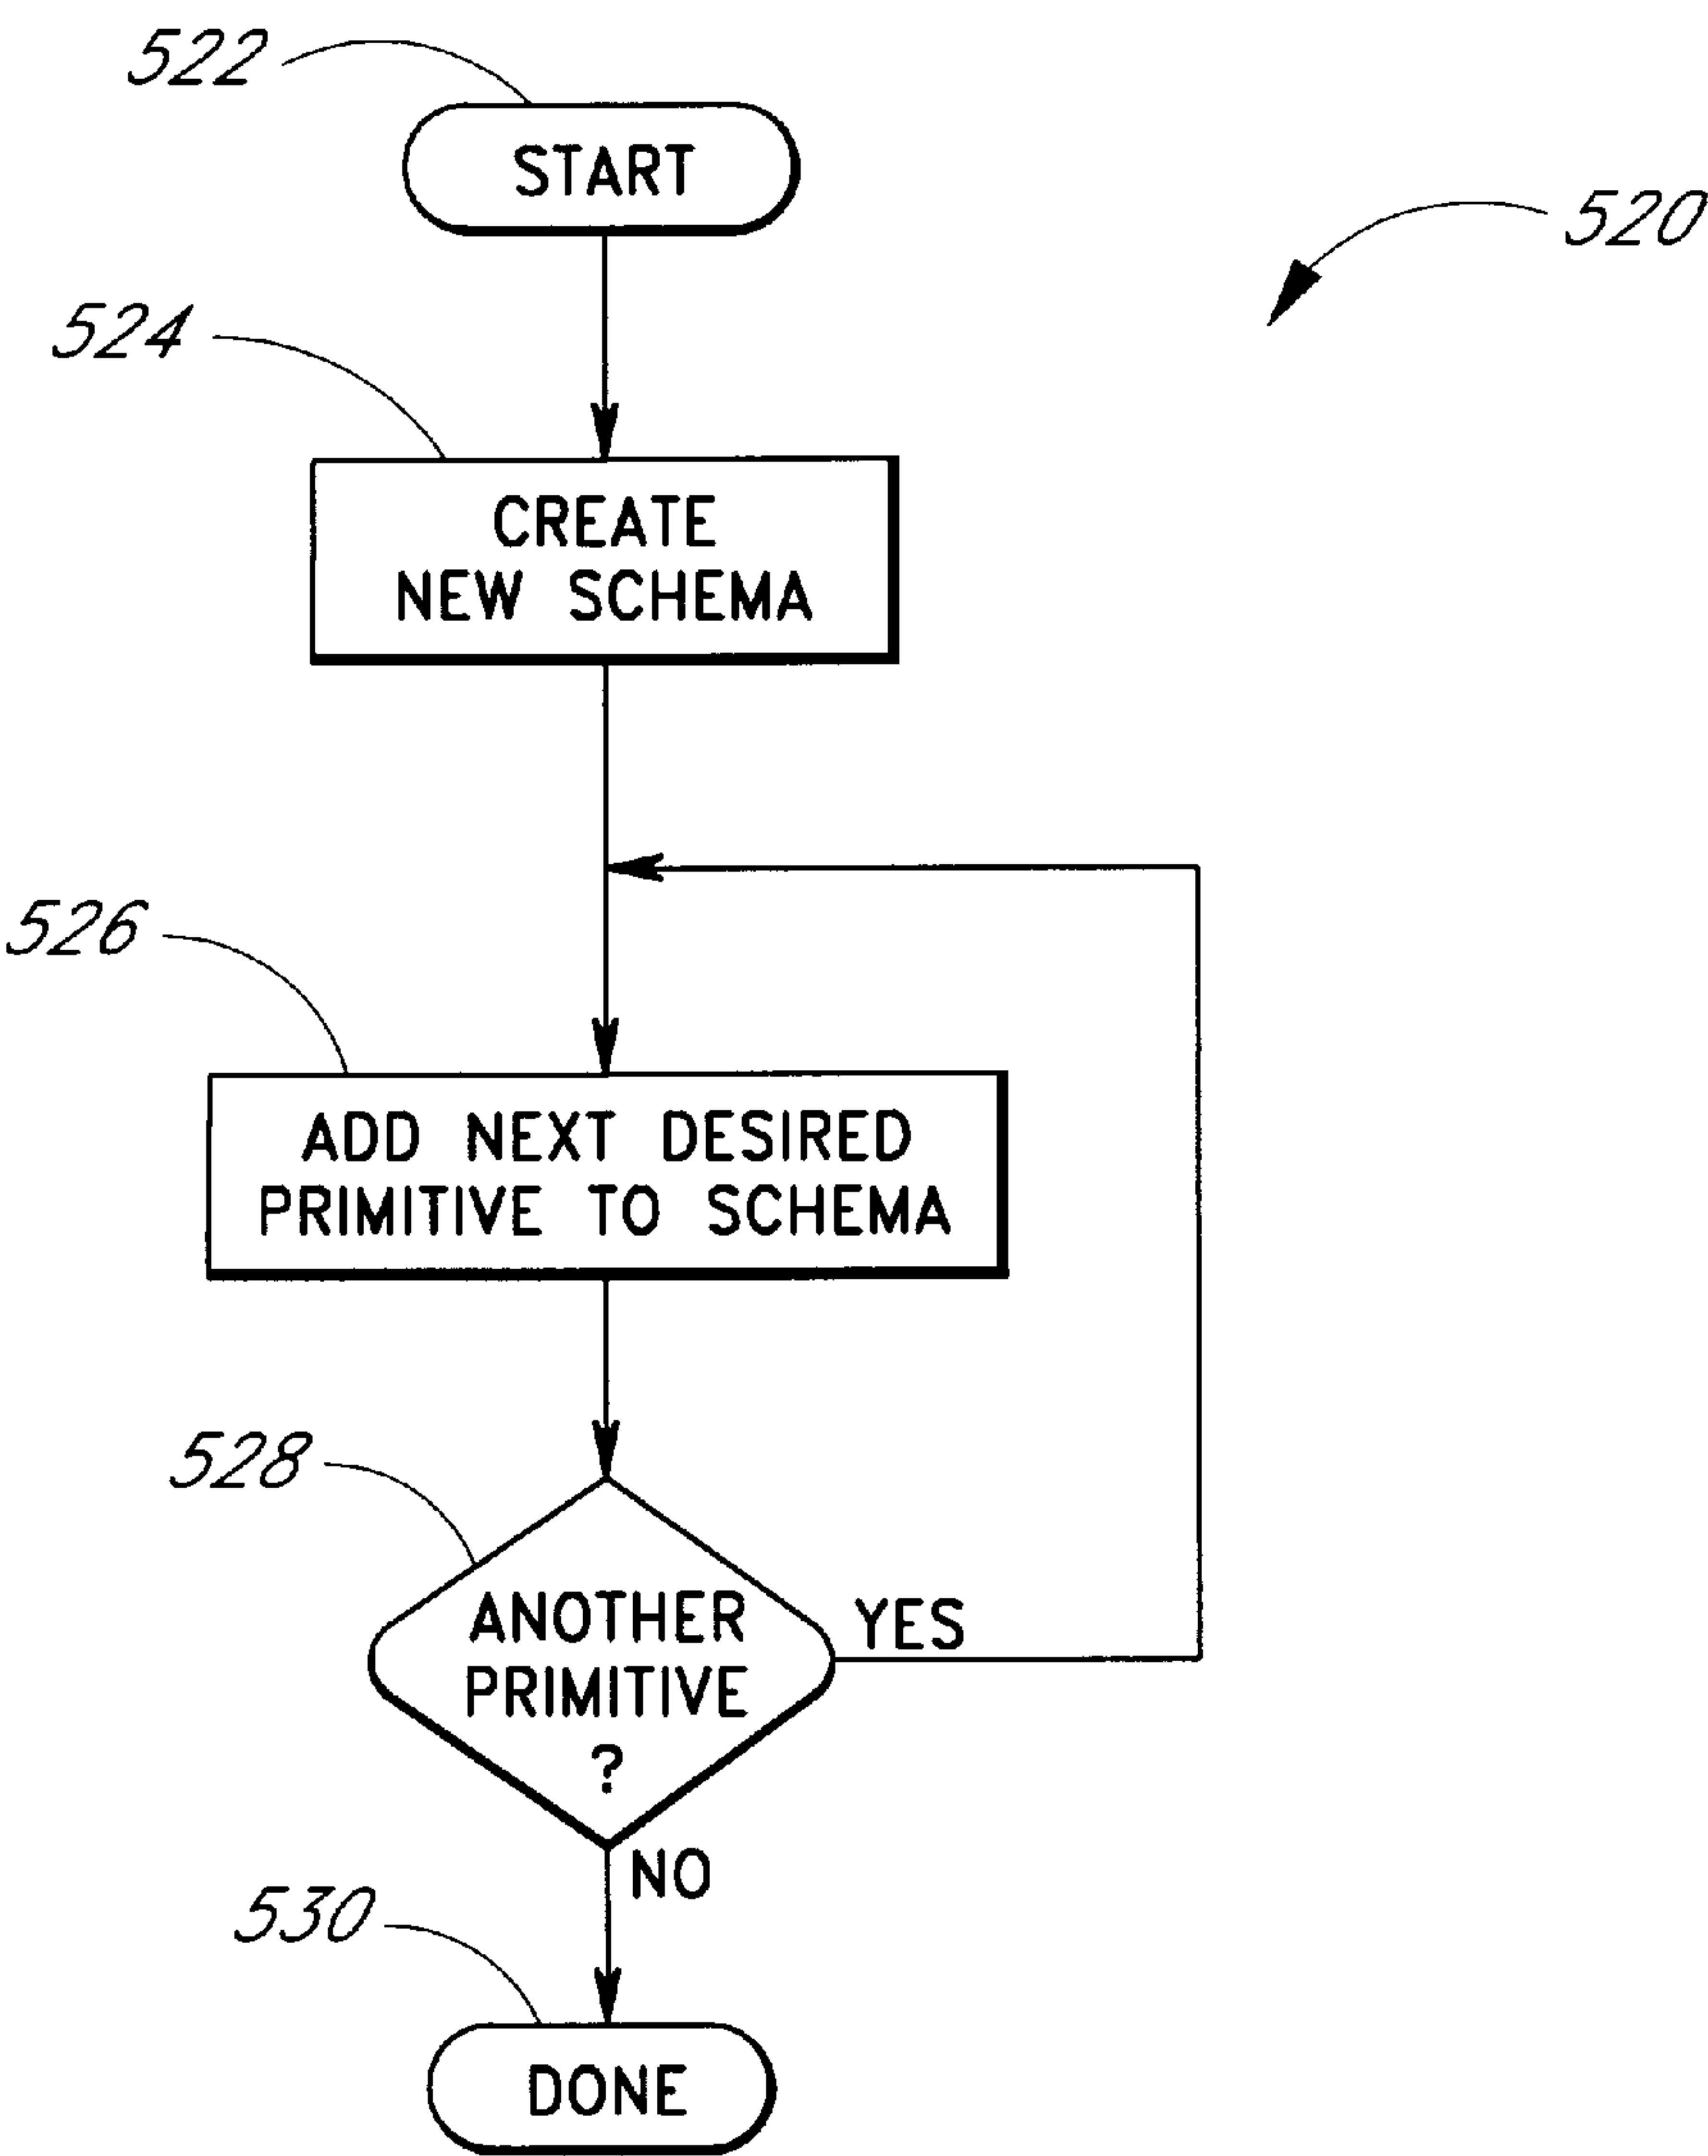 522
START
520
524
CREATE
NEW SCHEMA
526
ADD NEXT DESIRED
PRIMITIVE TO SCHEMA
528
ANOTHER
PRIMITIVE
?
YES
NO
530
DONE